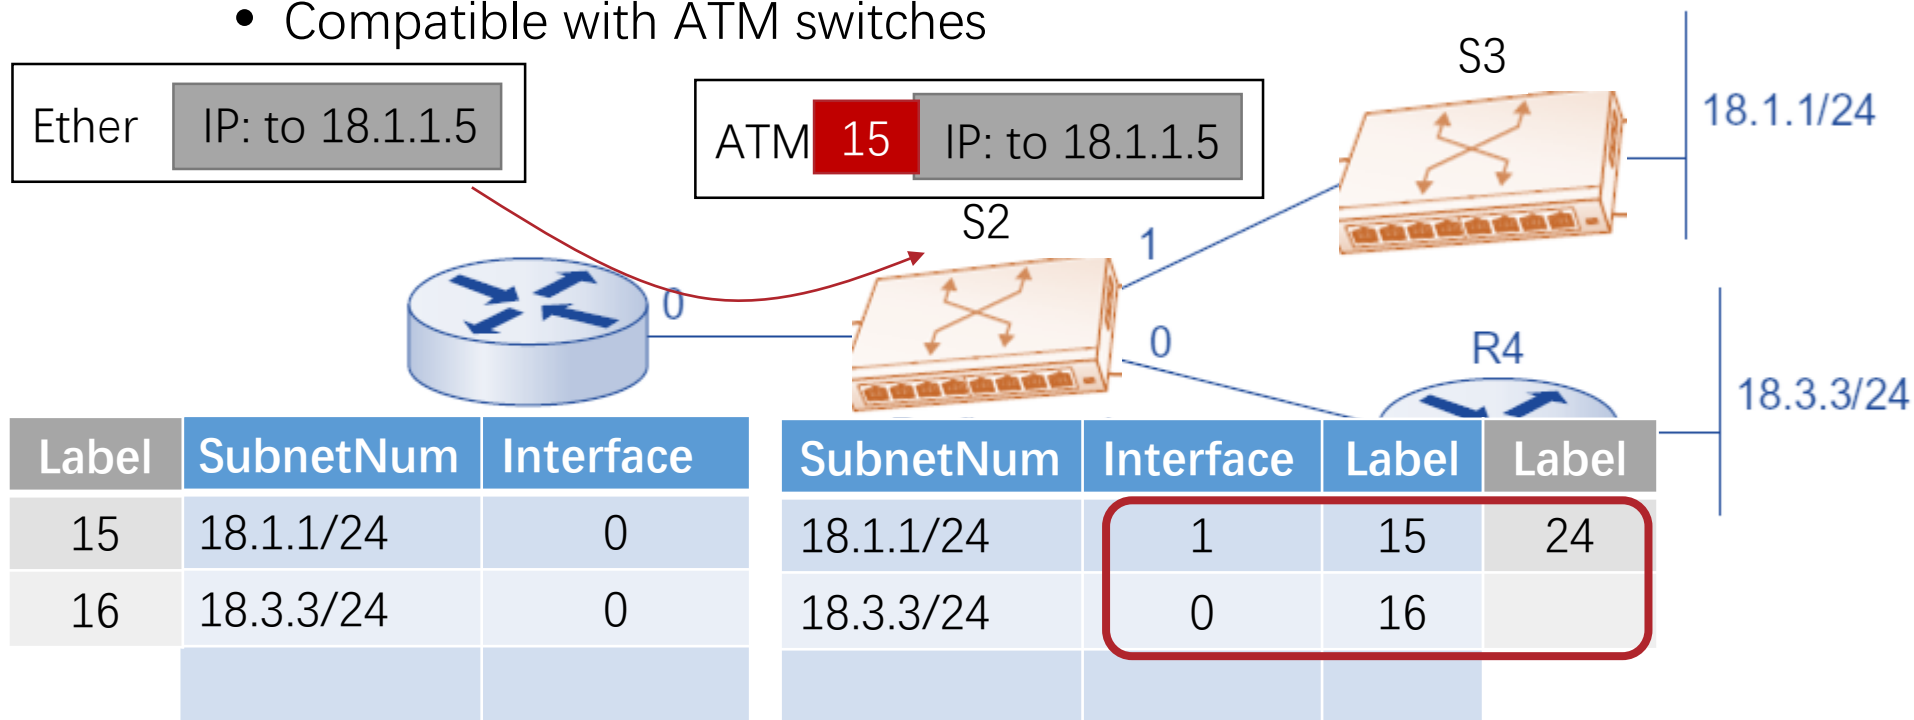 • Compatible with ATM switches
S3
18.1.1/24
Ether IP: to 18.1.1.5
ATM 15 IP: to 18.1.1.5
S2
1
0
0
R4
18.3.3/24
Label SubnetNum Interface
15 18.1.1/24 0
16 18.3.3/24 0
SubnetNum Interface Label Label
18.1.1/24 1 15 24
18.3.3/24 0 16